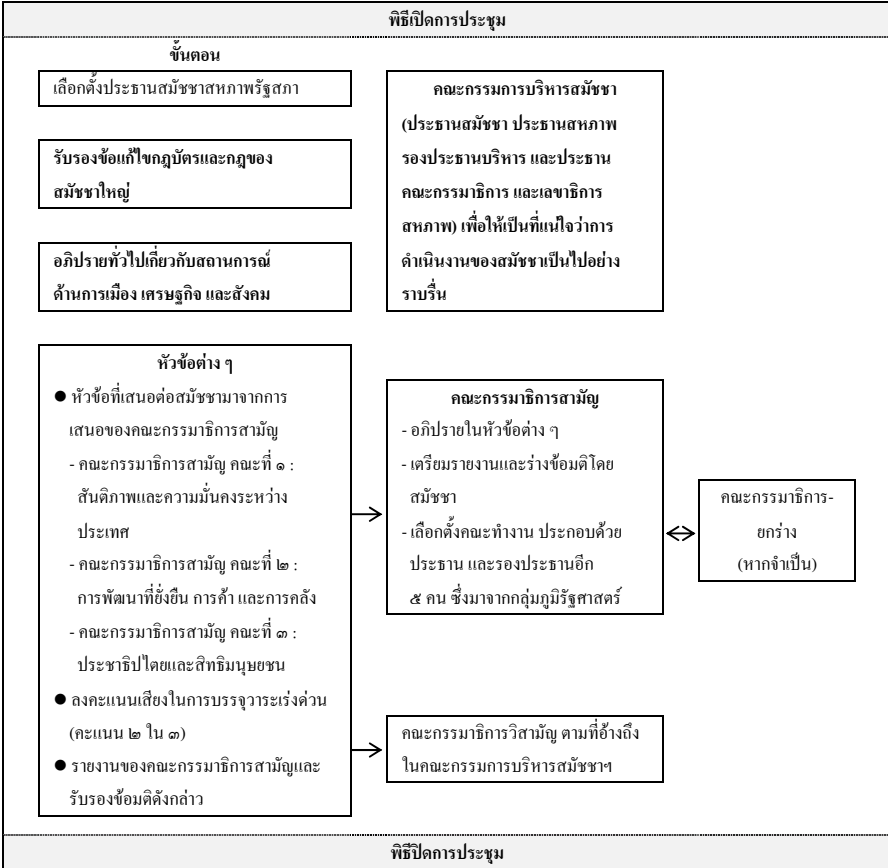 พิธีเปิดการประชุม
ขั้นตอน
เลือกตั้งประธานสมัชชาสหภาพรัฐสภา
รับรองข้อแก้ไขกฎบัตรและกฎของ
สมัชชาใหญ่
อภิปรายทั่วไปเกี่ยวกับสถานการณ์
ด้านการเมือง เศรษฐกิจ และสังคม
คณะกรรมการบริหารสมัชชา
(ประธานสมัชชา ประธานสหภาพ
รองประธานบริหาร และประธาน
คณะกรรมาธิการ และเลขาธิการ
สหภาพ) เพื่อให้เป็นที่แน่ใจว่าการ
ดำเนินงานของสมัชชาเป็นไปอย่าง
ราบรื่น
หัวข้อต่าง ๆ
● หัวข้อที่เสนอต่อสมัชชามาจากการ
เสนอของคณะกรรมาธิการสามัญ
- คณะกรรมาธิการสามัญ คณะที่ ๑ :
สันติภาพและความมั่นคงระหว่าง
ประเทศ
- คณะกรรมาธิการสามัญ คณะที่ ๒ :
การพัฒนาที่ยั่งยืน การค้า และการคลัง
- คณะกรรมาธิการสามัญ คณะที่ ๓ :
ประชาธิปไตยและสิทธิมนุษยชน
● ลงคะแนนเสียงในการบรรจุวาระเร่งด่วน
(คะแนน ๒ ใน ๓)
● รายงานของคณะกรรมาธิการสามัญและ
รับรองข้อมติดังกล่าว
คณะกรรมาธิการสามัญ
- อภิปรายในหัวข้อต่าง ๆ
- เตรียมรายงานและร่างข้อมติโดย
สมัชชา
- เลือกตั้งคณะทำงาน ประกอบด้วย
ประธาน และรองประธานอีก
๕ คน ซึ่งมาจากกลุ่มภูมิรัฐศาสตร์
คณะกรรมาธิการ-
ยกร่าง
(หากจำเป็น)
คณะกรรมาธิการวิสามัญ ตามที่อ้างถึง
ในคณะกรรมการบริหารสมัชชาฯ
พิธีปิดการประชุม